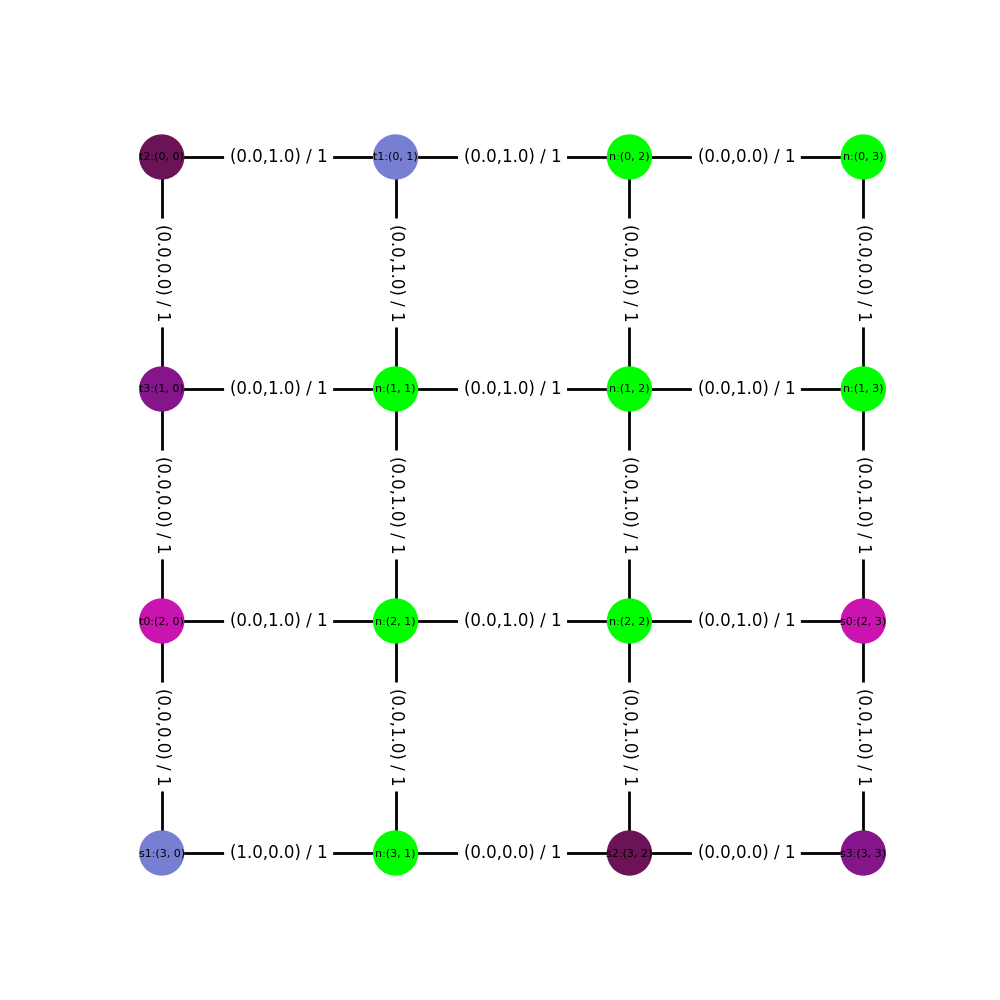 t2:(0, 0) (0.0,1.0) / 1 t1:(0, 1) (0.0,1.0) / 1 n:(0, 2) (0.0,0.0) / 1 n:(0, 3)
(0.0,0.0) / 1 (0.0,1.0) / 1 (0.0,1.0) / 1 (0.0,0.0) / 1
t3:(1, 0) (0.0,1.0) / 1 n:(1, 1) (0.0,1.0) / 1 n:(1, 2) (0.0,1.0) / 1 n:(1, 3)
(0.0,0.0) / 1 (0.0,1.0) / 1 (0.0,1.0) / 1 (0.0,1.0) / 1
t0:(2, 0) (0.0,1.0) / 1 n:(2, 1) (0.0,1.0) / 1 n:(2, 2) (0.0,1.0) / 1 s0:(2, 3)
(0.0,0.0) / 1 (0.0,1.0) / 1 (0.0,1.0) / 1 (0.0,1.0) / 1
s1:(3, 0) (1.0,0.0) / 1 n:(3, 1) (0.0,0.0) / 1 s2:(3, 2) (0.0,0.0) / 1 s3:(3, 3)